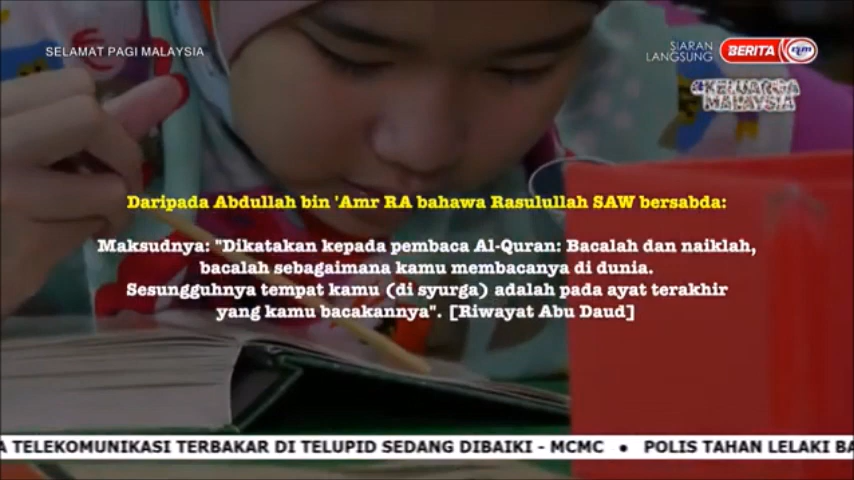 SELAMAT PAGI MALAYSIA
SIARAN
LANGSUNG
BERITA rtm
#KELUARGA
MALAYSIA
Daripada Abdullah bin 'Amr RA bahawa Rasulullah SAW bersabda:
Maksudnya: "Dikatakan kepada pembaca Al-Quran: Bacalah dan naiklah,
bacalah sebagaimana kamu membacanya di dunia.
Sesungguhnya tempat kamu (di syurga) adalah pada ayat terakhir
yang kamu bacakannya". [Riwayat Abu Daud]
A TELEKOMUNIKASI TERBAKAR DI TELUPID SEDANG DIBAIKI - MCMC ● POLIS TAHAN LELAKI BA